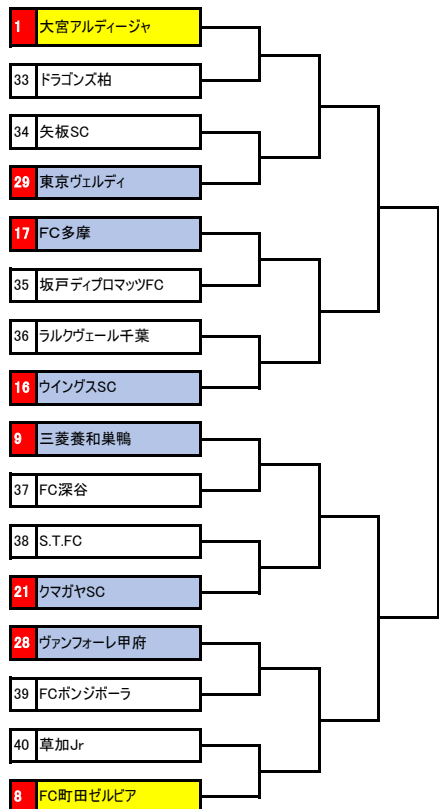 1 大宮アルディージャ
33 ドラゴンズ柏
34 矢板SC
29 東京ヴェルディ
17 FC多摩
35 坂戸ディプロマッツFC
36 ラルクヴェール千葉
16 ウイングスSC
9 三菱養和巣鴨
37 FC深谷
38 S.T.FC
21 クマガヤSC
28 ヴァンフォーレ甲府
39 FCボンジボーラ
40 草加Jr
8 FC町田ゼルビア